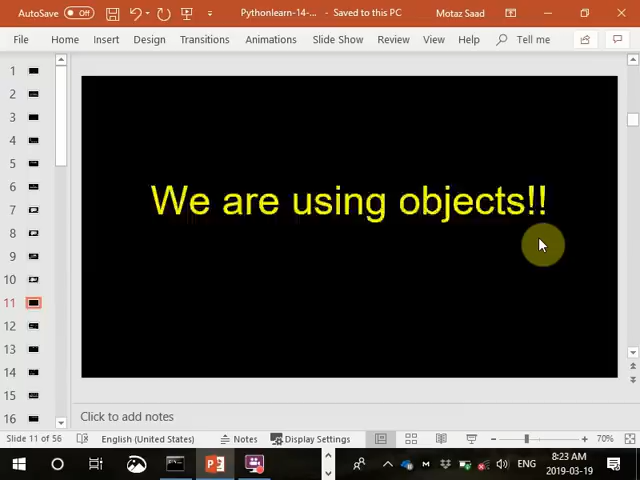 AutoSave Off Pythonlearn-14-... - Saved to this PC Motaz Saad
File Home Insert Design Transitions Animations Slide Show Review View Help Tell me
1
2
3
4
5
6
7
8
9
10
11
12
13
14
15
16
We are using objects!!
Click to add notes
Slide 11 of 56 English (United States) Notes Display Settings 70%
ENG 8:23 AM
2019-03-19